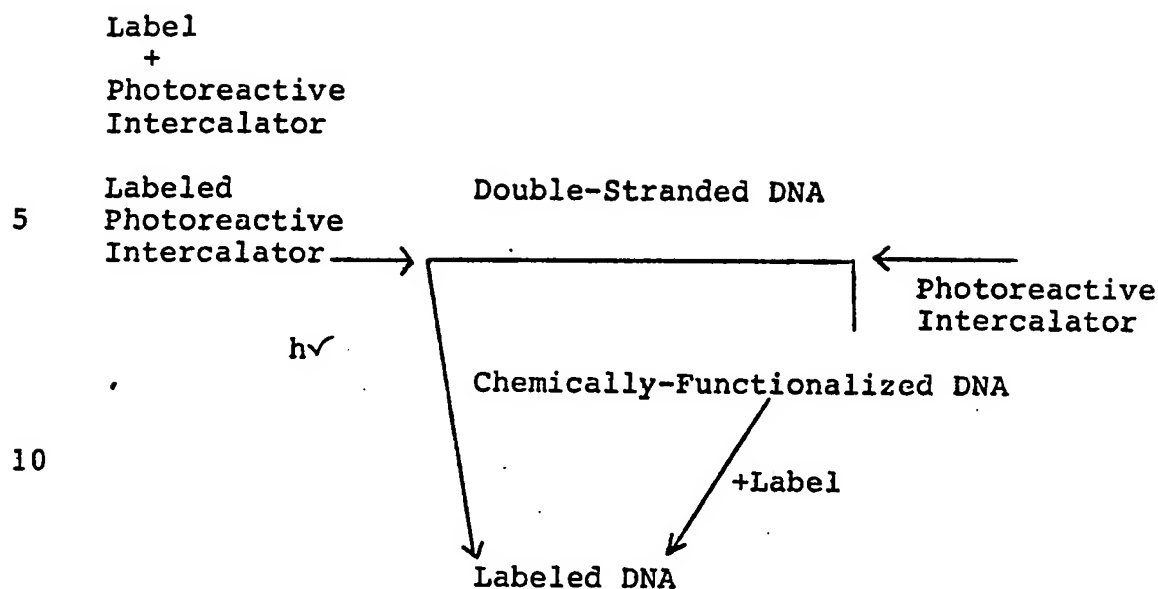 Label
+
Photoreactive
Intercalator
Labeled Double-Stranded DNA
5 Photoreactive
Intercalator
Photoreactive
Intercalator
h✓
Chemically-Functionalized DNA
10
+Label
Labeled DNA